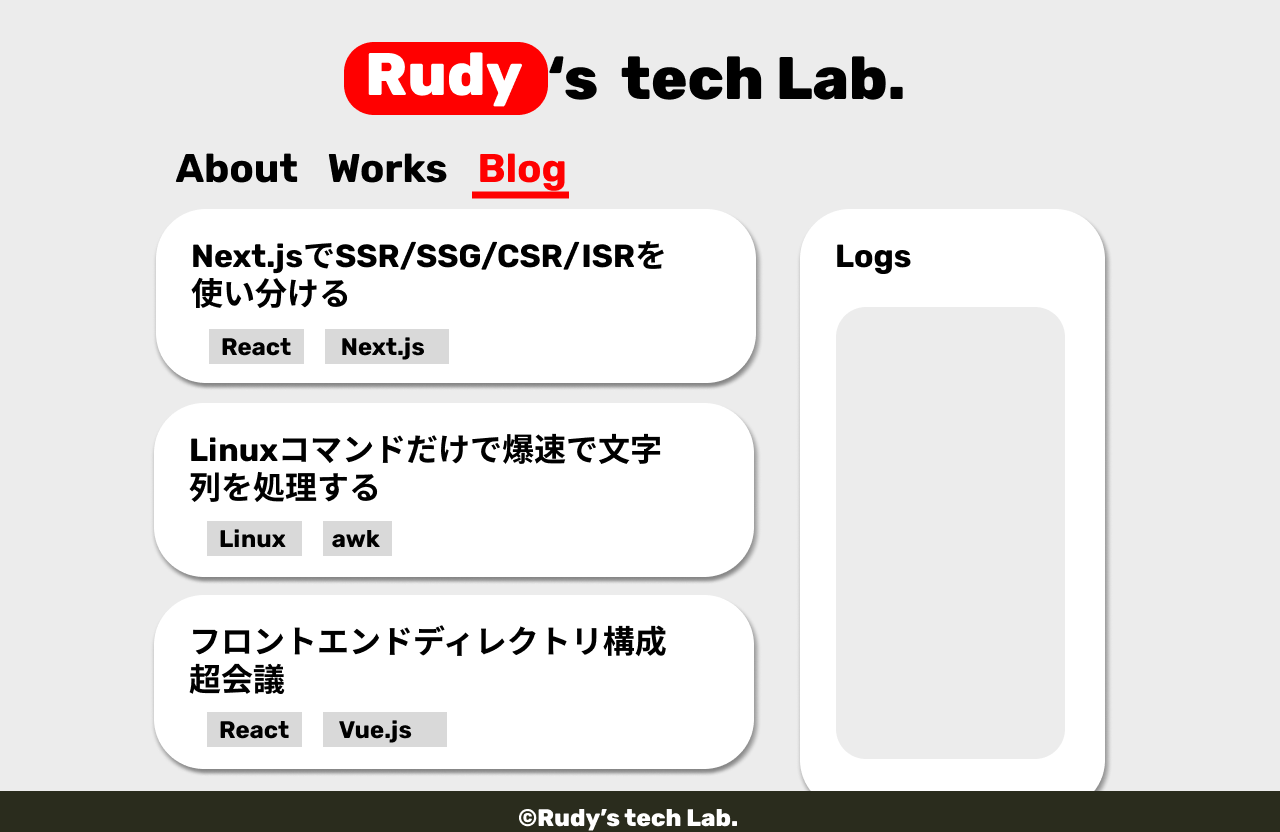 Rudy‘s tech Lab.
About Works Blog
Next.jsでSSR/SSG/CSR/ISRを
使い分ける
React Next.js
Linuxコマンドだけで爆速で文字
列を処理する
Linux awk
フロントエンドディレクトリ構成
超会議
React Vue.js
Logs
©Rudy’s tech Lab.